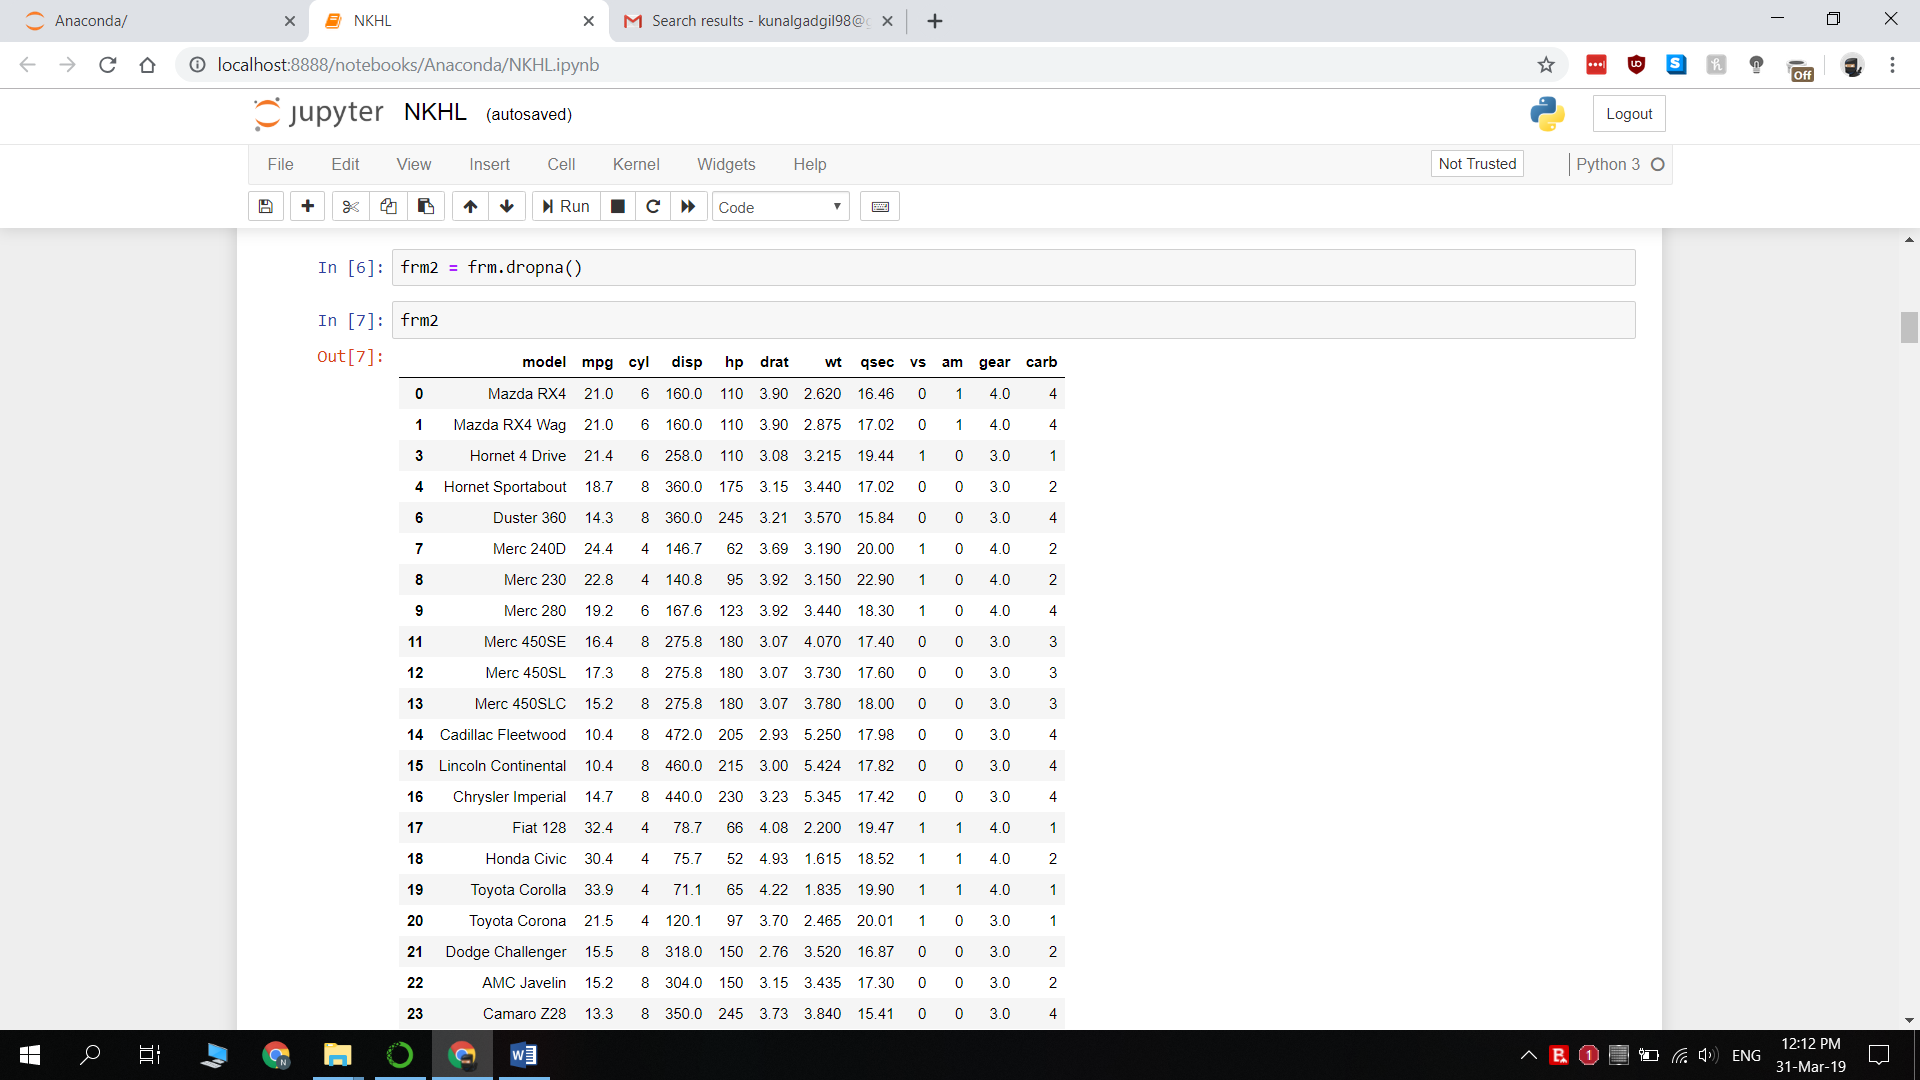 Anaconda/
NKHL
Search results - kunalgadgil98@
localhost:8888/notebooks/Anaconda/NKHL.ipynb
Off
jupyter NKHL (autosaved)
Logout
File Edit View Insert Cell Kernel Widgets Help
Not Trusted
Python 3
Run
Code
In [6]: frm2 = frm.dropna()
In [7]: frm2
Out[7]:
model mpg cyl disp hp drat wt qsec vs am gear carb
0 Mazda RX4 21.0 6 160.0 110 3.90 2.620 16.46 0 1 4.0 4
1 Mazda RX4 Wag 21.0 6 160.0 110 3.90 2.875 17.02 0 1 4.0 4
3 Hornet 4 Drive 21.4 6 258.0 110 3.08 3.215 19.44 1 0 3.0 1
4 Hornet Sportabout 18.7 8 360.0 175 3.15 3.440 17.02 0 0 3.0 2
6 Duster 360 14.3 8 360.0 245 3.21 3.570 15.84 0 0 3.0 4
7 Merc 240D 24.4 4 146.7 62 3.69 3.190 20.00 1 0 4.0 2
8 Merc 230 22.8 4 140.8 95 3.92 3.150 22.90 1 0 4.0 2
9 Merc 280 19.2 6 167.6 123 3.92 3.440 18.30 1 0 4.0 4
11 Merc 450SE 16.4 8 275.8 180 3.07 4.070 17.40 0 0 3.0 3
12 Merc 450SL 17.3 8 275.8 180 3.07 3.730 17.60 0 0 3.0 3
13 Merc 450SLC 15.2 8 275.8 180 3.07 3.780 18.00 0 0 3.0 3
14 Cadillac Fleetwood 10.4 8 472.0 205 2.93 5.250 17.98 0 0 3.0 4
15 Lincoln Continental 10.4 8 460.0 215 3.00 5.424 17.82 0 0 3.0 4
16 Chrysler Imperial 14.7 8 440.0 230 3.23 5.345 17.42 0 0 3.0 4
17 Fiat 128 32.4 4 78.7 66 4.08 2.200 19.47 1 1 4.0 1
18 Honda Civic 30.4 4 75.7 52 4.93 1.615 18.52 1 1 4.0 2
19 Toyota Corolla 33.9 4 71.1 65 4.22 1.835 19.90 1 1 4.0 1
20 Toyota Corona 21.5 4 120.1 97 3.70 2.465 20.01 1 0 3.0 1
21 Dodge Challenger 15.5 8 318.0 150 2.76 3.520 16.87 0 0 3.0 2
22 AMC Javelin 15.2 8 304.0 150 3.15 3.435 17.30 0 0 3.0 2
23 Camaro Z28 13.3 8 350.0 245 3.73 3.840 15.41 0 0 3.0 4
ENG
12:12 PM
31-Mar-19